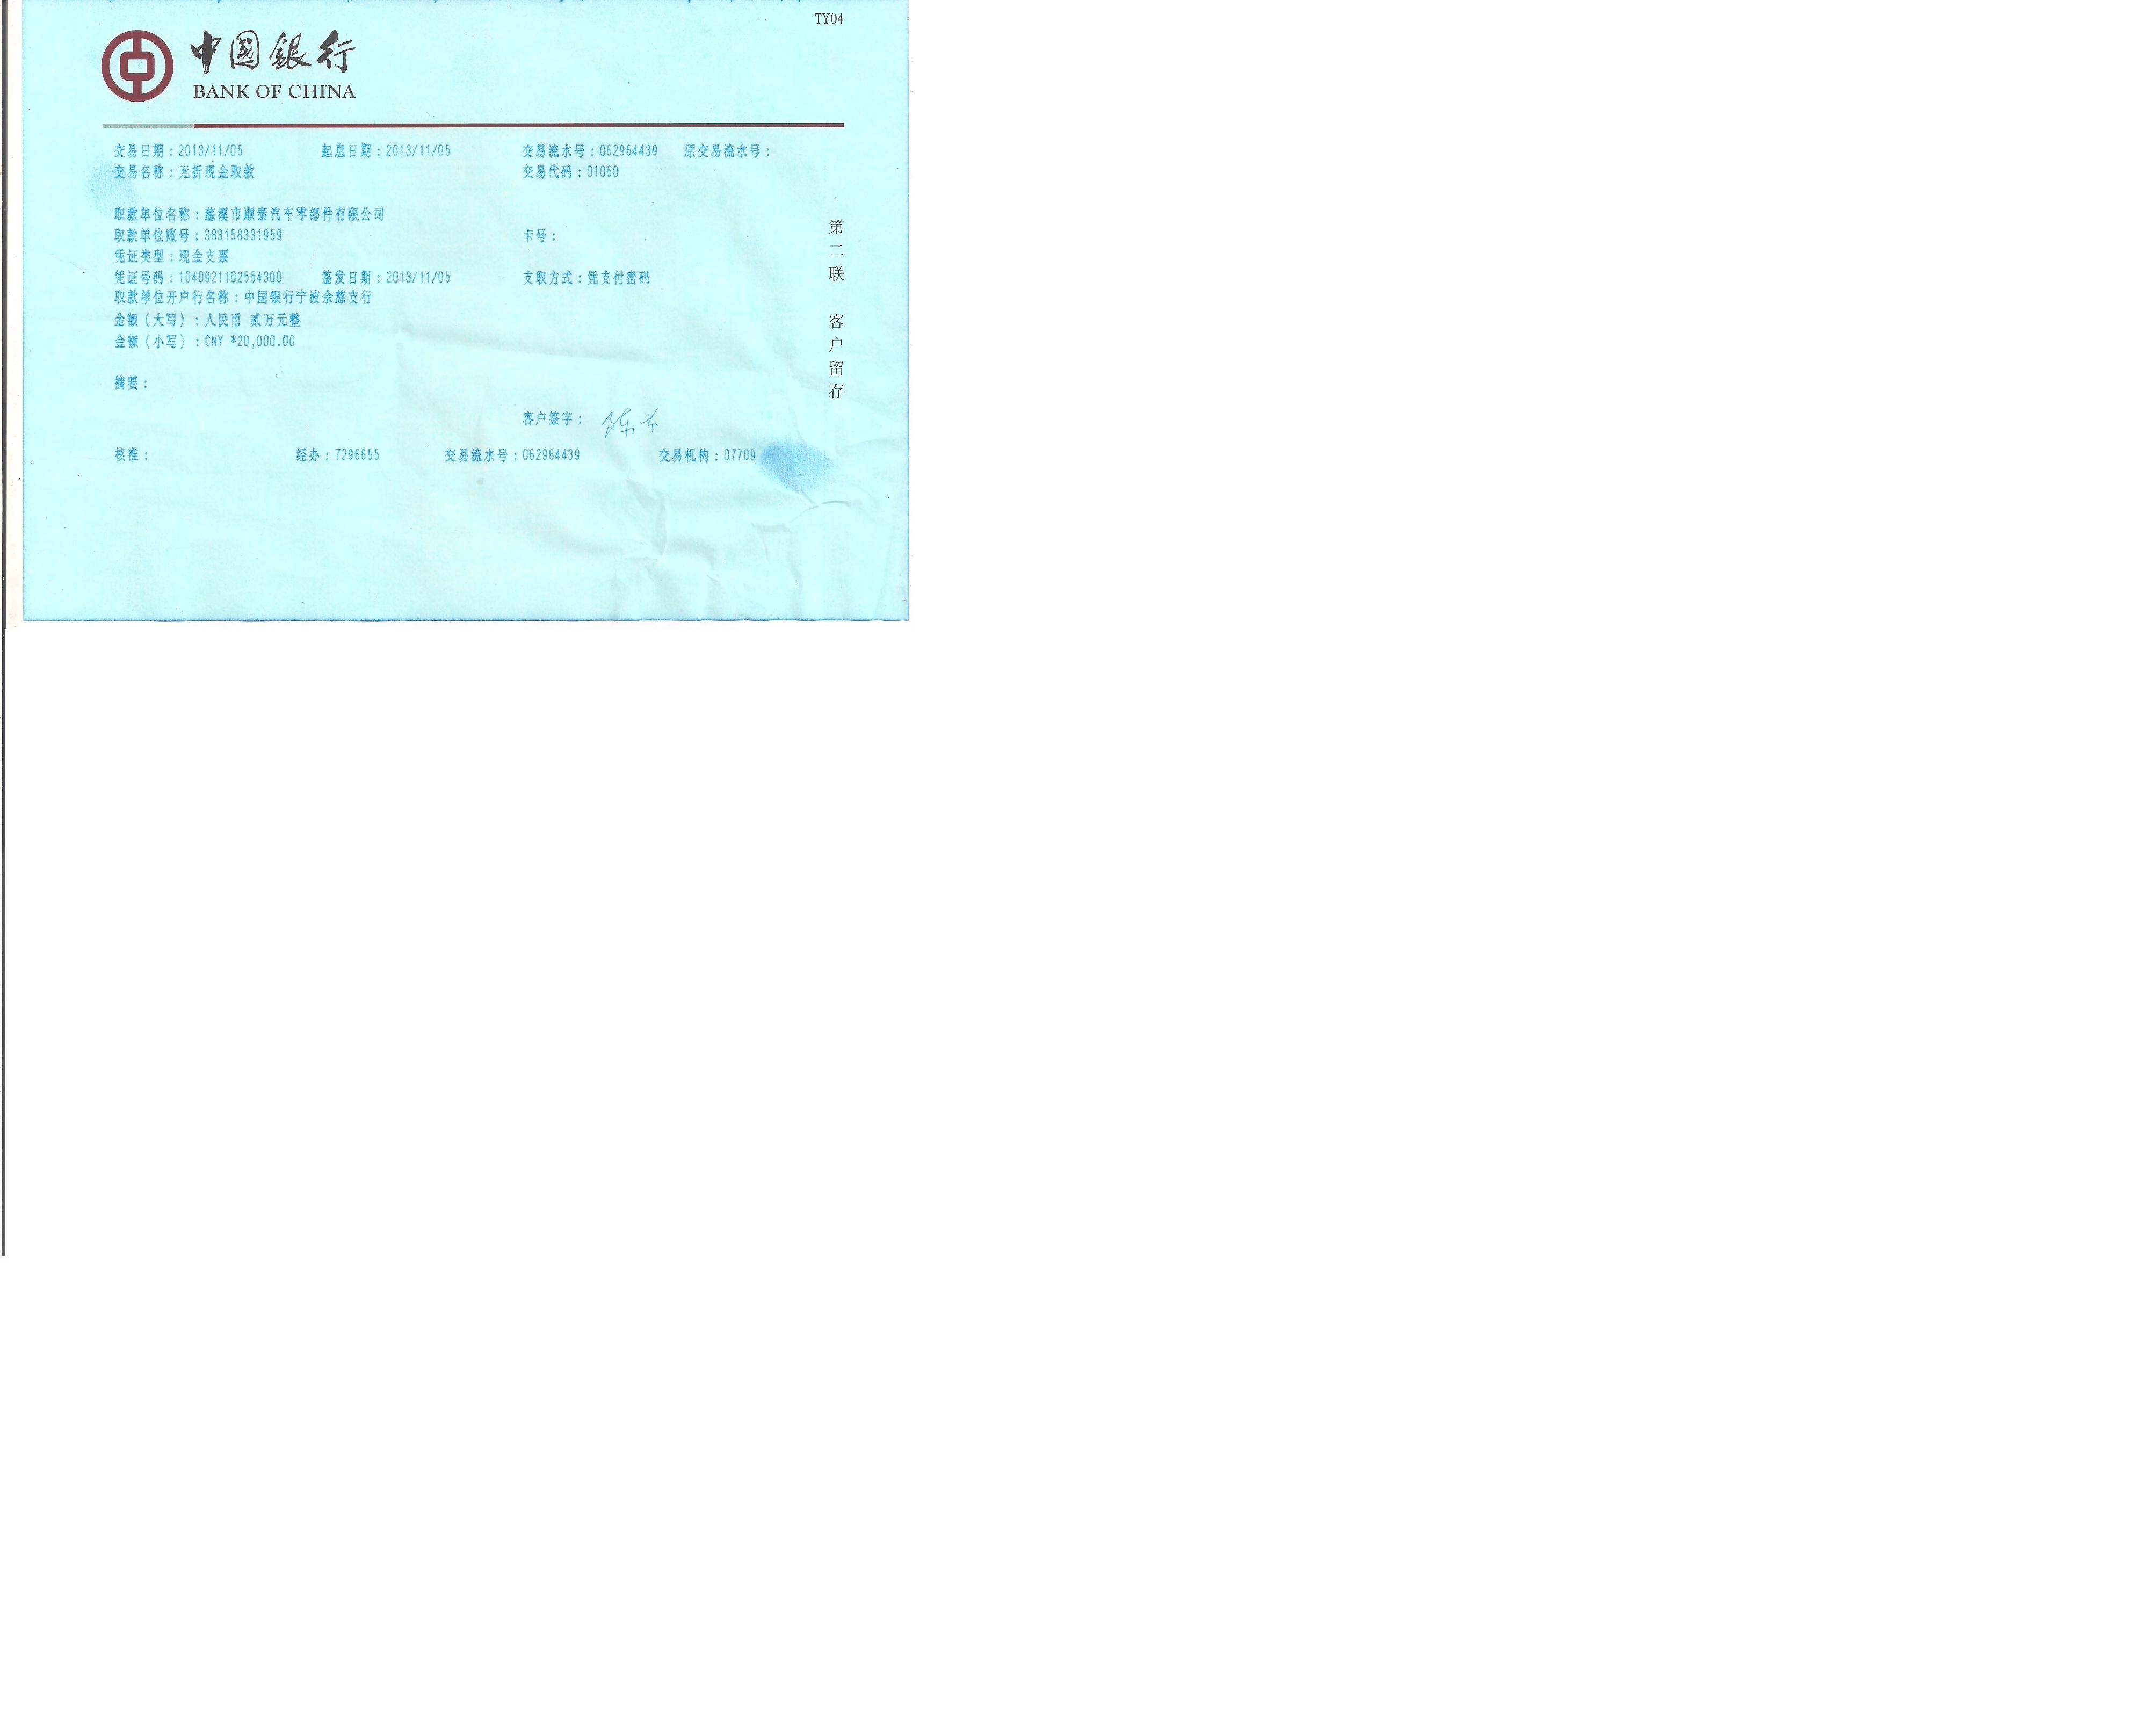 TY04
中国銀行
BANK OF CHINA
交易日期：2013/11/05 起息日期：2013/11/05 交易流水号：062964439 原交易流水号：
交易名称：无折现金取款 交易代码：01060
取款单位名称：慈溪市顺泰汽车零部件有限公司
取款单位账号：383158331959 卡号：
凭证类型：现金支票
凭证号码：1040921102554300 签发日期：2013/11/05 支取方式：凭支付密码
取款单位开户行名称：中国银行宁波余慈支行
金额（大写）：人民币 贰万元整
金额（小写）：CNY *20,000.00
摘要：
客户签字： 陈
核准： 经办：7296655 交易流水号：062964439 交易机构：07709
第二联 客户留存